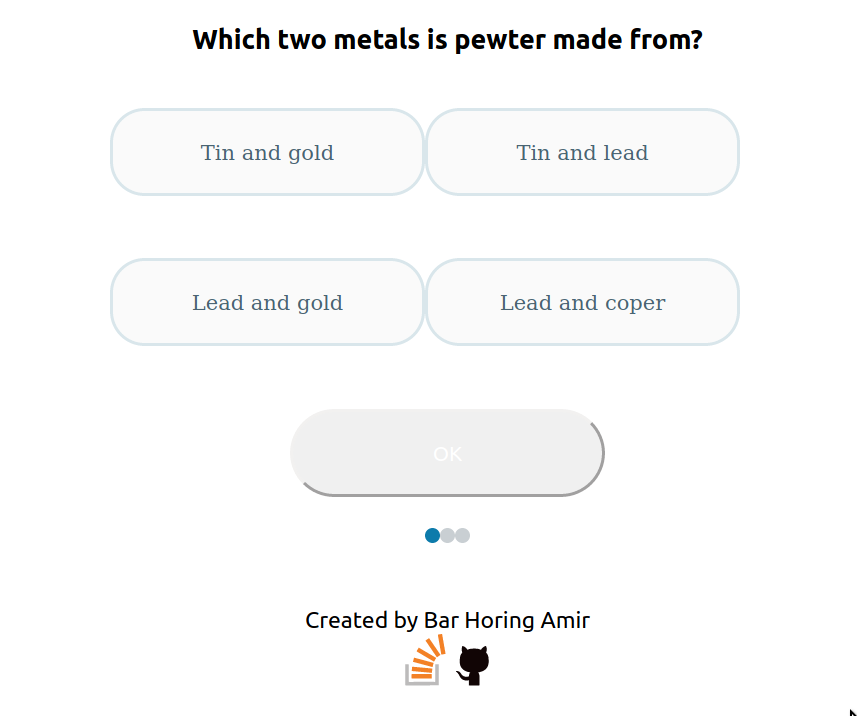 Which two metals is pewter made from?
Tin and gold
Tin and lead
Lead and gold
Lead and coper
OK
Created by Bar Horing Amir